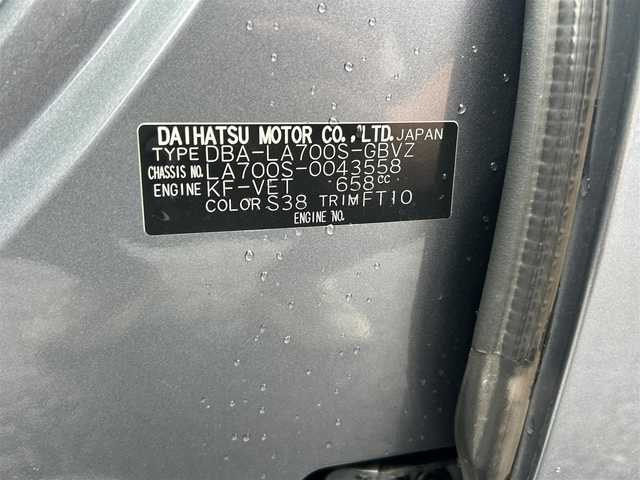 DAIHATSU MOTOR CO.,LTD. JAPAN
TYPE DBA-LA700S-GBVZ
CHASSIS NO. LA700S-0043558
ENGINE KF-VET 658cc
COLOR S38 TRIM FT10
ENGINE NO.